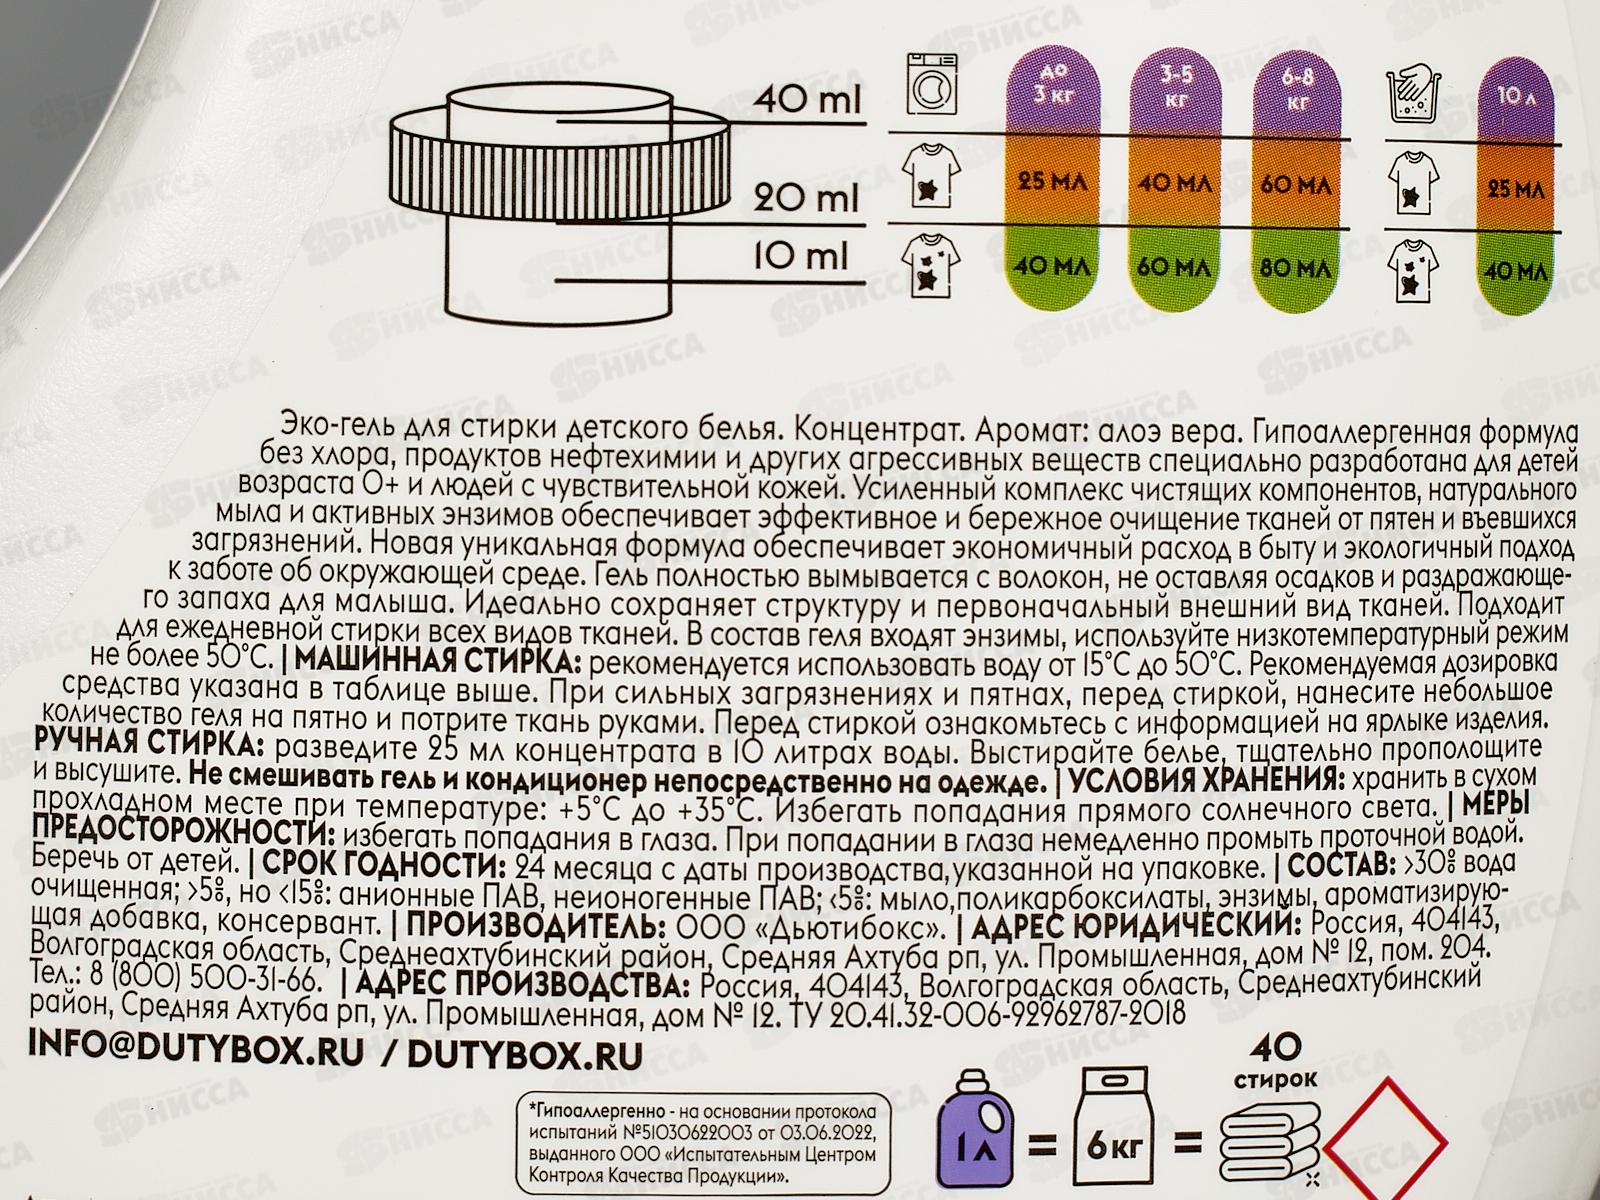 40 ml
20 ml
10 ml
до 3 кг 3-5 кг 6-8 кг 10 л
25 МЛ 40 МЛ 60 МЛ 25 МЛ
40 МЛ 60 МЛ 80 МЛ 40 МЛ
Эко-гель для стирки детского белья. Концентрат. Аромат: алоэ вера. Гипоаллергенная формула
без хлора, продуктов нефтехимии и других агрессивных веществ специально разработана для детей
возраста 0+ и людей с чувствительной кожей. Усиленный комплекс чистящих компонентов, натурального
мыла и активных энзимов обеспечивает эффективное и бережное очищение тканей от пятен и въевшихся
загрязнений. Новая уникальная формула обеспечивает экономичный расход в быту и экологичный подход
к заботе об окружающей среде. Гель полностью вымывается с волокон, не оставляя осадков и раздражающе-
го запаха для малыша. Идеально сохраняет структуру и первоначальный внешний вид тканей. Подходит
для ежедневной стирки всех видов тканей. В состав геля входят энзимы, используйте низкотемпературный режим
не более 50°С. | МАШИННАЯ СТИРКА: рекомендуется использовать воду от 15°С до 50°С. Рекомендуемая дозировка
средства указана в таблице выше. При сильных загрязнениях и пятнах, перед стиркой, нанесите небольшое
количество геля на пятно и потрите ткань руками. Перед стиркой ознакомьтесь с информацией на ярлыке изделия.
РУЧНАЯ СТИРКА: разведите 25 мл концентрата в 10 литрах воды. Выстирайте белье, тщательно прополощите
и высушите. Не смешивать гель и кондиционер непосредственно на одежде. | УСЛОВИЯ ХРАНЕНИЯ: хранить в сухом
прохладном месте при температуре: +5°С до +35°С. Избегать попадания прямого солнечного света. | МЕРЫ
ПРЕДОСТОРОЖНОСТИ: избегать попадания в глаза. При попадании в глаза немедленно промыть проточной водой.
Беречь от детей. | СРОК ГОДНОСТИ: 24 месяца с даты производства,указанной на упаковке. | СОСТАВ: >30% вода
очищенная; >5%, но <15%: анионные ПАВ, неионогенные ПАВ; <5%: мыло,поликарбоксилаты, энзимы, ароматизирую-
щая добавка, консервант. | ПРОИЗВОДИТЕЛЬ: ООО «Дьютибокс». | АДРЕС ЮРИДИЧЕСКИЙ: Россия, 404143,
Волгоградская область, Среднеахтубинский район, Средняя Ахтуба рп, ул. Промышленная, дом № 12, пом. 204.
Тел.: 8 (800) 500-31-66. | АДРЕС ПРОИЗВОДСТВА: Россия, 404143, Волгоградская область, Среднеахтубинский
район, Средняя Ахтуба рп, ул. Промышленная, дом № 12. ТУ 20.41.32-006-92962787-2018
INFO@DUTYBOX.RU / DUTYBOX.RU
*Гипоаллергенно - на основании протокола
испытаний №51030622003 от 03.06.2022,
выданного ООО «Испытательным Центром
Контроля Качества Продукции».
1 л = 6 кг = 40 стирок
НИССА